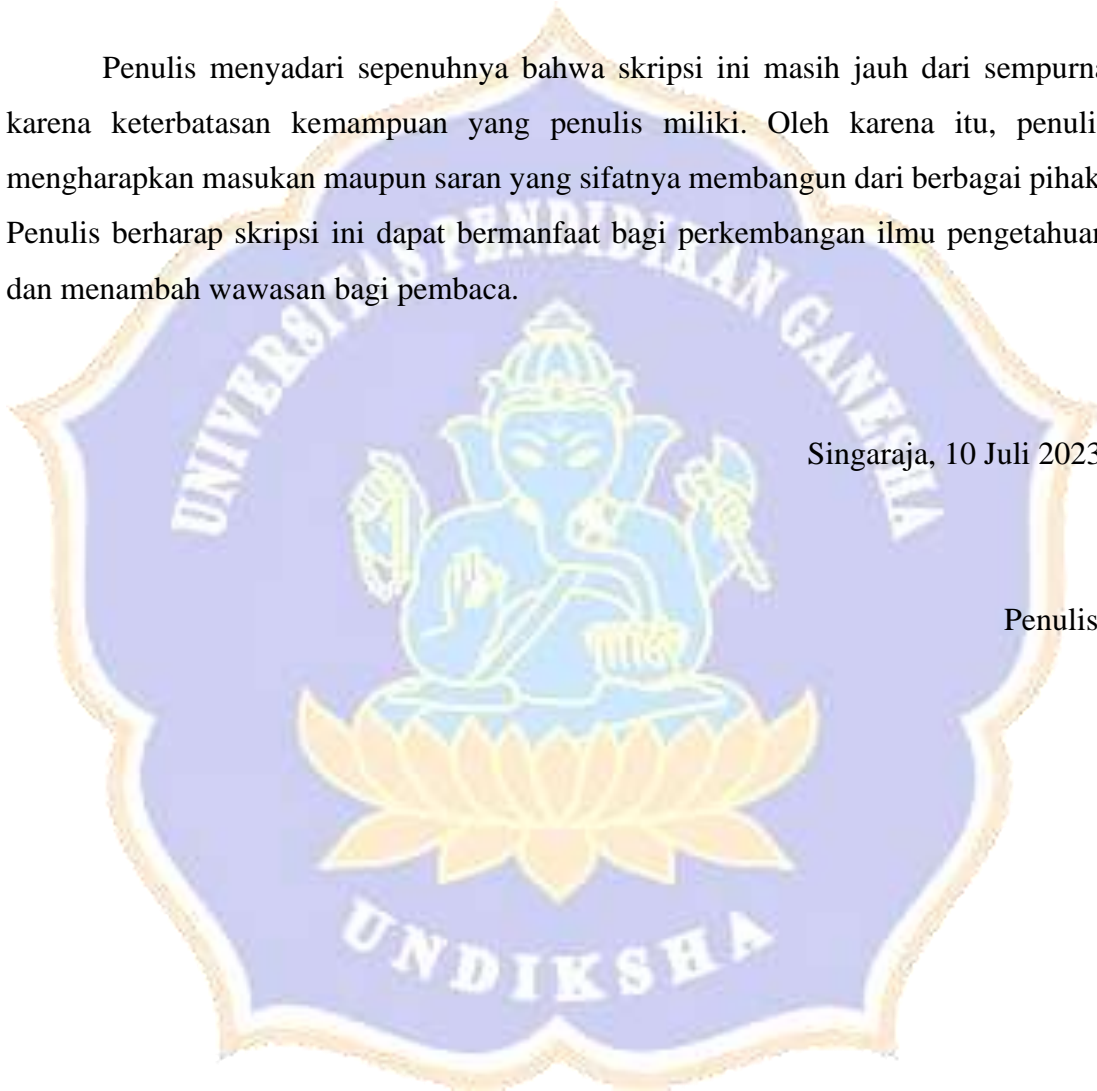 Penulis menyadari sepenuhnya bahwa skripsi ini masih jauh dari sempurna
karena keterbatasan kemampuan yang penulis miliki. Oleh karena itu, penuli
mengharapkan masukan maupun saran yang sifatnya membangun dari berbagai pihak
Penulis berharap skripsi ini dapat bermanfaat bagi perkembangan ilmu pengetahuan
dan menambah wawasan bagi pembaca.
UNIVERSITAS PENDIDIKAN GANESHA
Singaraja, 10 Juli 2023
Penulis
UNDIKSHA